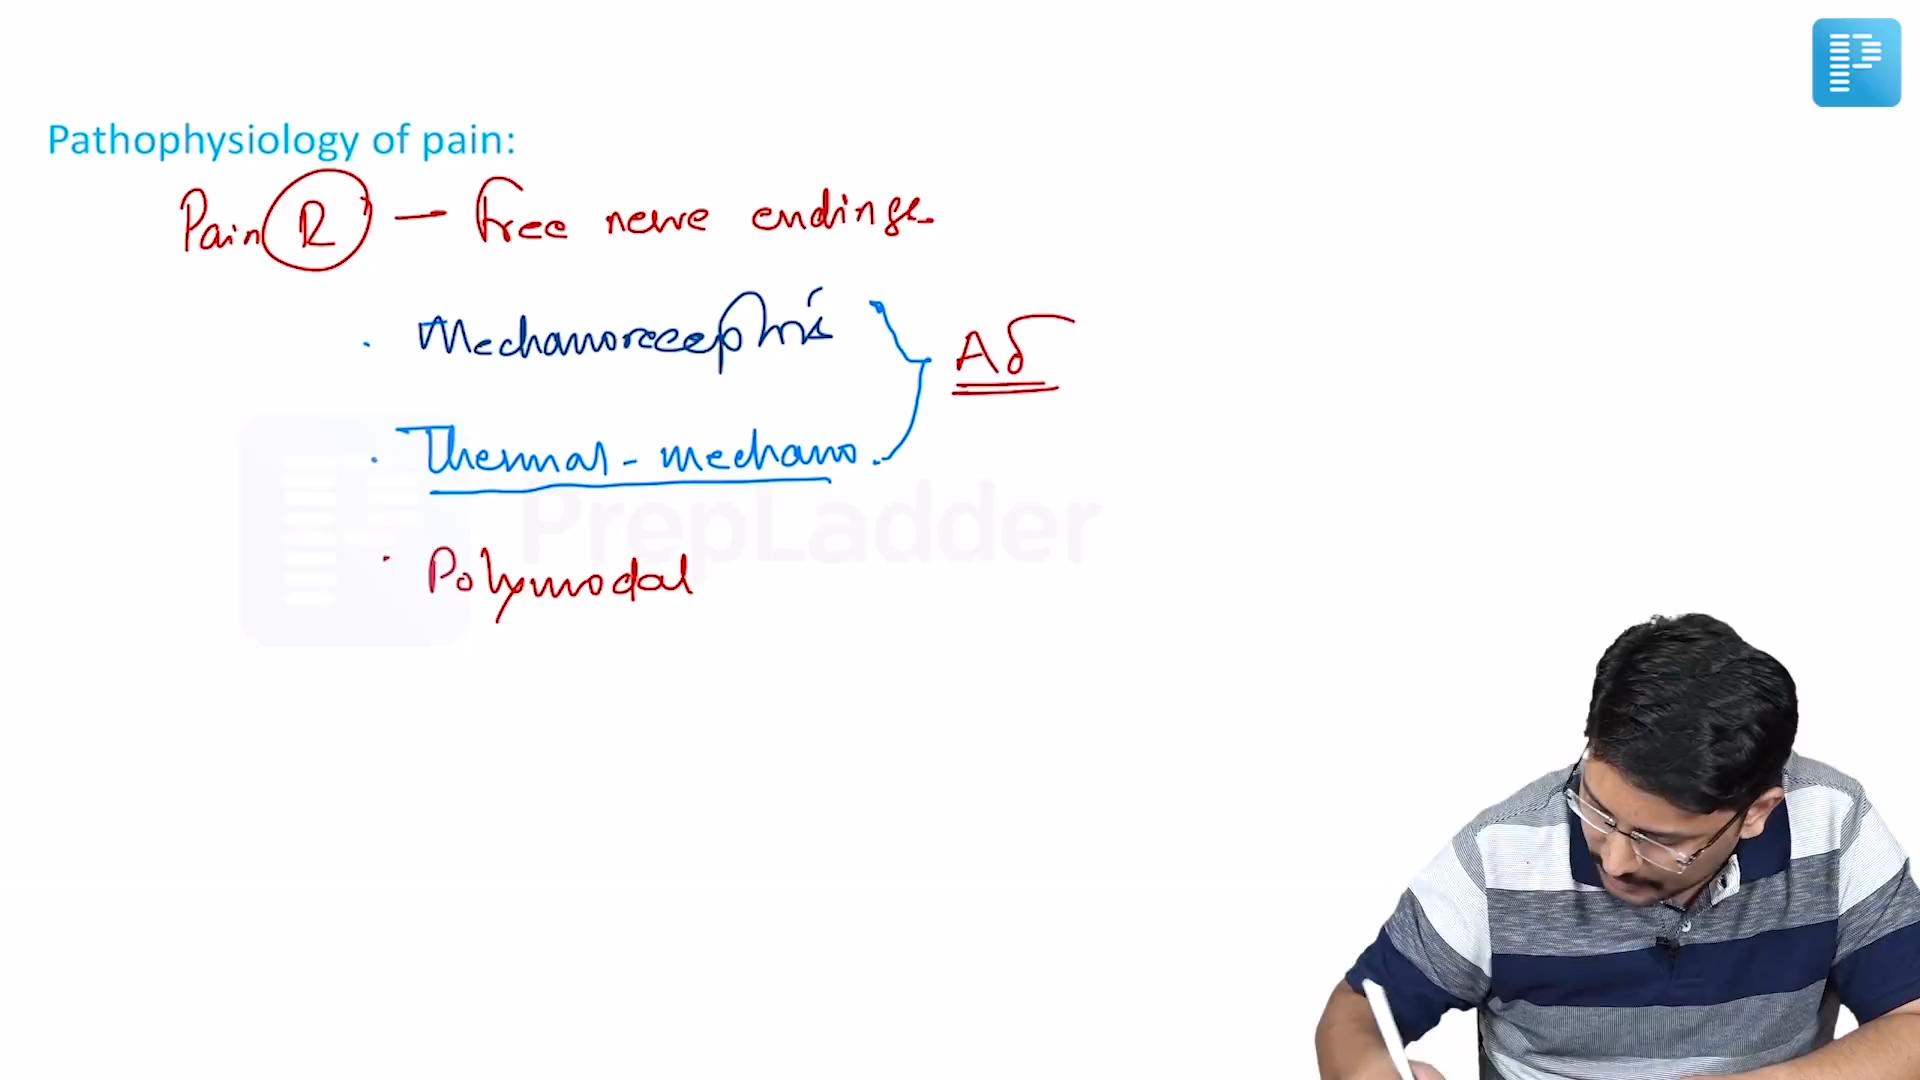 Pathophysiology of pain:
Pain R - free nerve endings
• Mechanoreceptors
Aδ
• Thermal - mechano.
PrepLadder
• Polymodal